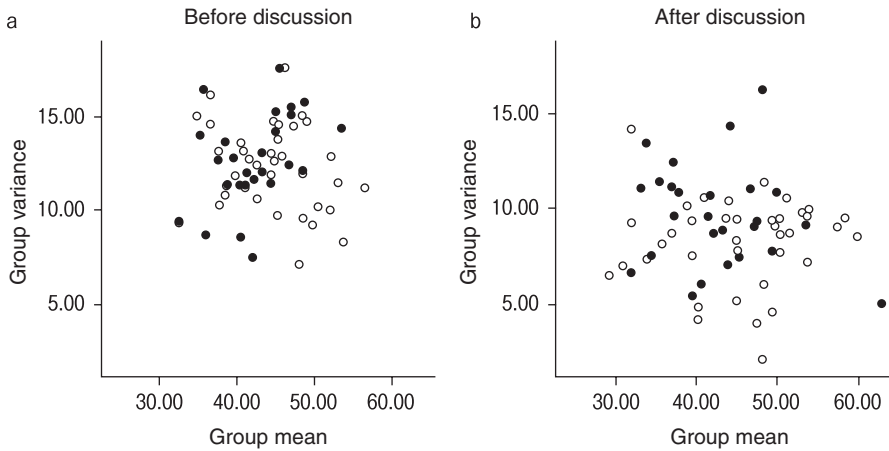 a
Before discussion
Group variance
15.00
10.00
5.00
30.00 40.00 50.00 60.00
Group mean
b
After discussion
Group variance
15.00
10.00
5.00
30.00 40.00 50.00 60.00
Group mean